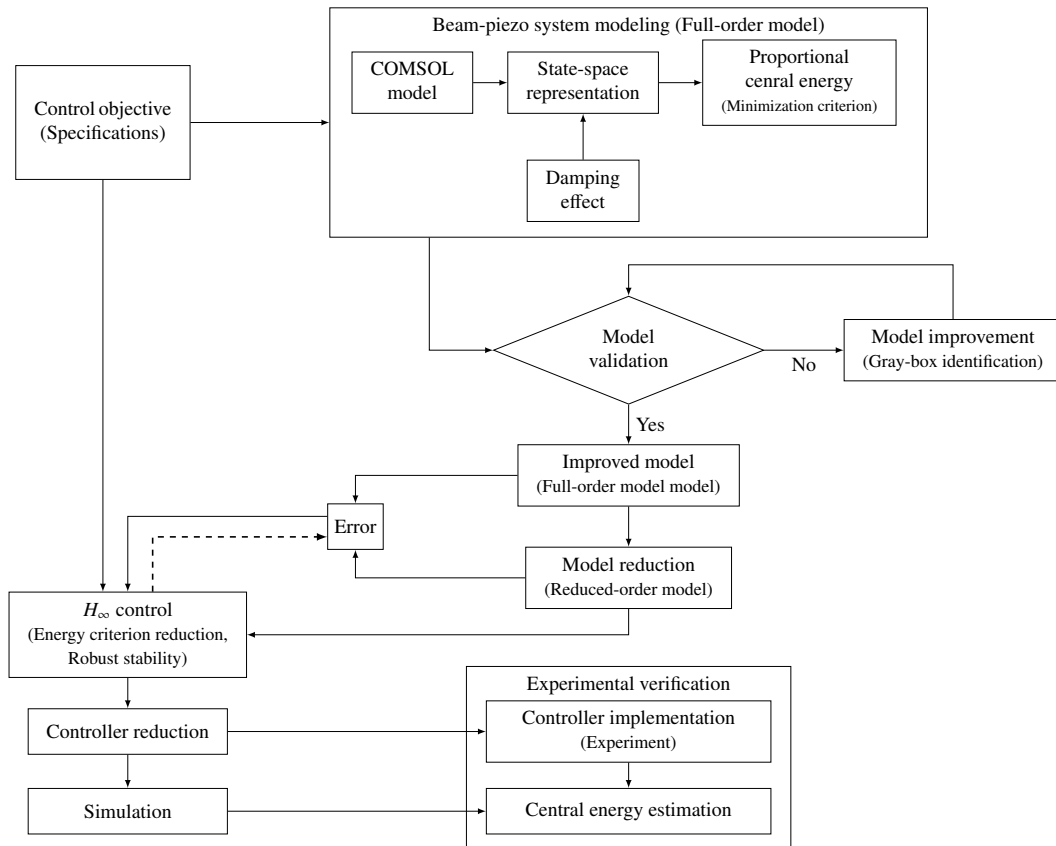 Beam-piezo system modeling (Full-order model)
Control objective
(Specifications)
COMSOL
model
State-space
representation
Proportional
cenral energy
(Minimization criterion)
Damping
effect
Model
validation
No
Model improvement
(Gray-box identification)
Yes
Improved model
(Full-order model model)
Error
Model reduction
(Reduced-order model)
H∞ control
(Energy criterion reduction,
Robust stability)
Experimental verification
Controller reduction
Controller implementation
(Experiment)
Simulation
Central energy estimation